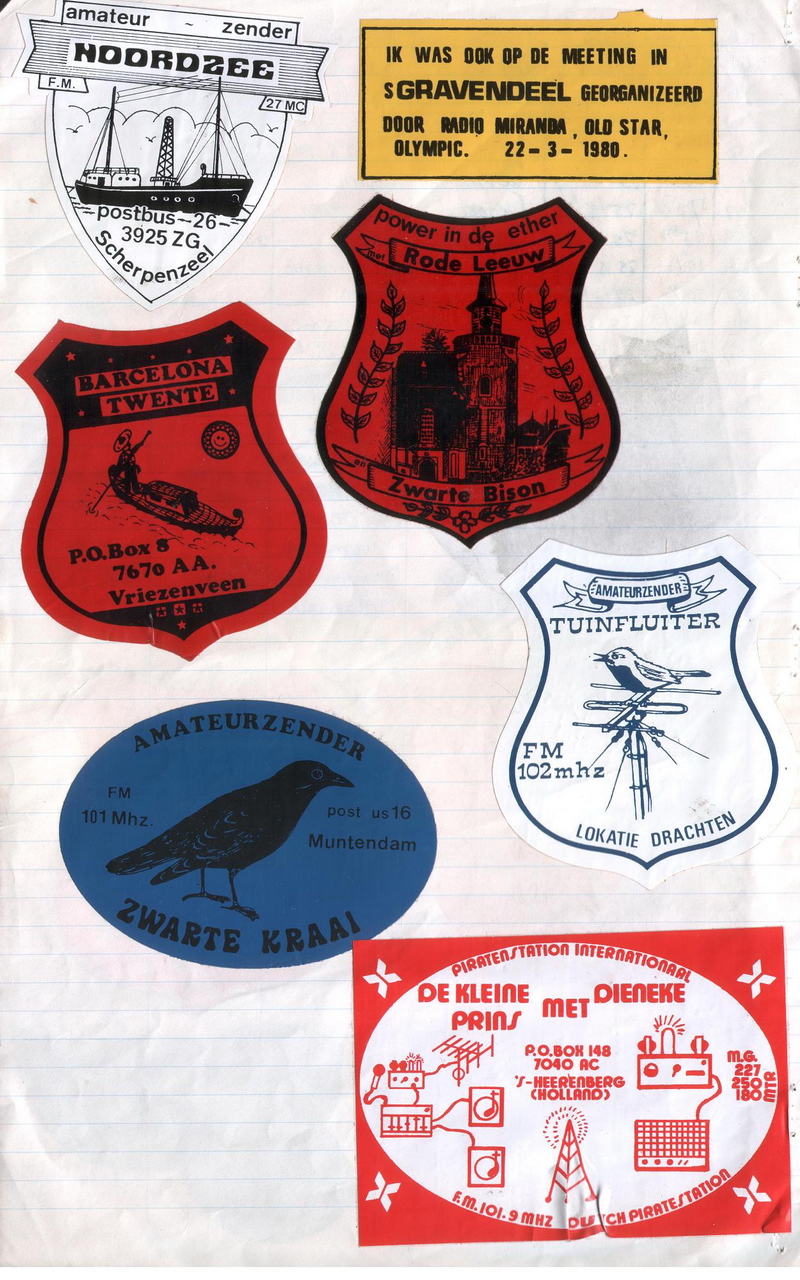 amateur ~ zender
NOORDZEE
F.M.
27 MC
postbus-26-
3925 ZG
Scherpenzeel
IK WAS OOK OP DE MEETING IN
S GRAVENDEEL GEORGANIZEERD
DOOR RADIO MIRANDA, OLD STAR,
OLYMPIC. 22-3-1980.
power in de ether
met Rode Leeuw
en
Zwarte Bison
BARCELONA
TWENTE
P.O.Box 8
7670 AA.
Vriezenveen
AMATEURZENDER
TUINFLUITER
FM
102mhz
LOKATIE DRACHTEN
AMATEURZENDER
FM
101 Mhz.
post us 16
Muntendam
ZWARTE KRAAI
PIRATENSTATION INTERNATIONAAL
DE KLEINE
PRINS
MET DIENEKE
P.O.BOX 148
7040 AC
'S-HEERENBERG
(HOLLAND)
M.G.
227
250
180 MTR
F.M. 101.9 MHZ DUTCH PIRATESTATION